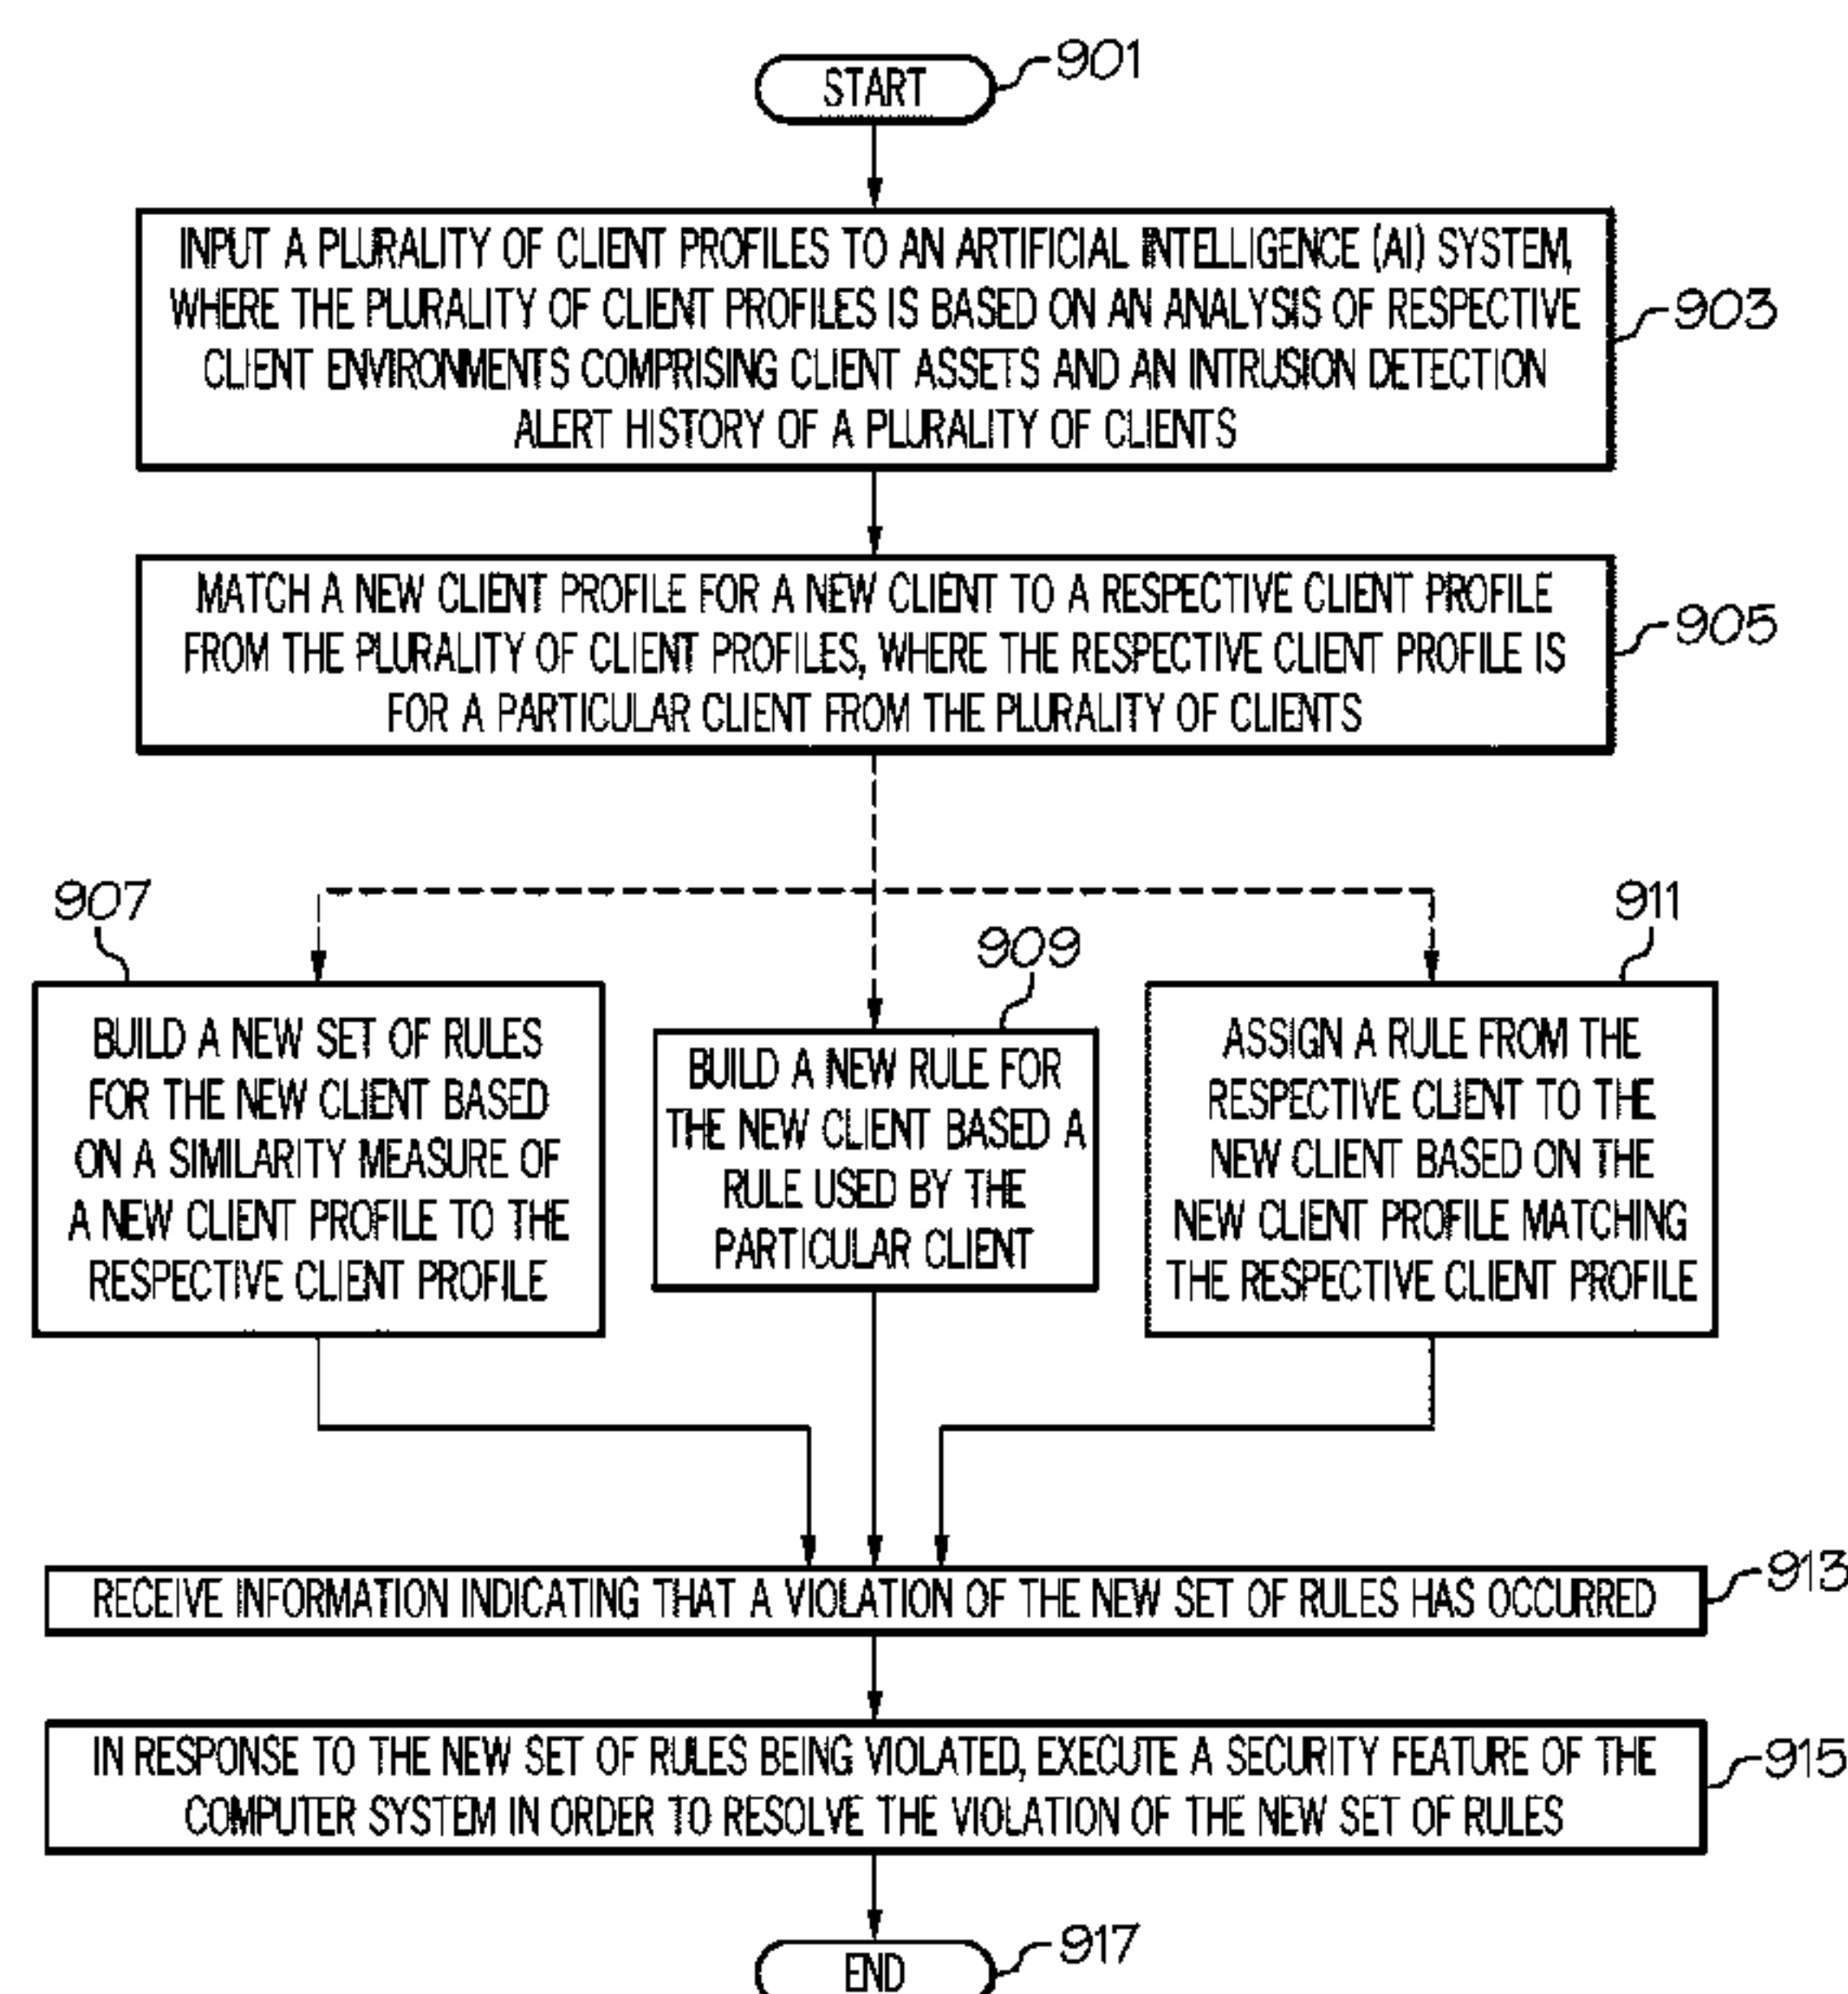 START
901
INPUT A PLURALITY OF CLIENT PROFILES TO AN ARTIFICIAL INTELLIGENCE (AI) SYSTEM,
WHERE THE PLURALITY OF CLIENT PROFILES IS BASED ON AN ANALYSIS OF RESPECTIVE
CLIENT ENVIRONMENTS COMPRISING CLIENT ASSETS AND AN INTRUSION DETECTION
ALERT HISTORY OF A PLURALITY OF CLIENTS
903
MATCH A NEW CLIENT PROFILE FOR A NEW CLIENT TO A RESPECTIVE CLIENT PROFILE
FROM THE PLURALITY OF CLIENT PROFILES, WHERE THE RESPECTIVE CLIENT PROFILE IS
FOR A PARTICULAR CLIENT FROM THE PLURALITY OF CLIENTS
905
907
BUILD A NEW SET OF RULES
FOR THE NEW CLIENT BASED
ON A SIMILARITY MEASURE OF
A NEW CLIENT PROFILE TO THE
RESPECTIVE CLIENT PROFILE
909
BUILD A NEW RULE FOR
THE NEW CLIENT BASED A
RULE USED BY THE
PARTICULAR CLIENT
911
ASSIGN A RULE FROM THE
RESPECTIVE CLIENT TO THE
NEW CLIENT BASED ON THE
NEW CLIENT PROFILE MATCHING
THE RESPECTIVE CLIENT PROFILE
RECEIVE INFORMATION INDICATING THAT A VIOLATION OF THE NEW SET OF RULES HAS OCCURRED
913
IN RESPONSE TO THE NEW SET OF RULES BEING VIOLATED, EXECUTE A SECURITY FEATURE OF THE
COMPUTER SYSTEM IN ORDER TO RESOLVE THE VIOLATION OF THE NEW SET OF RULES
915
END
917